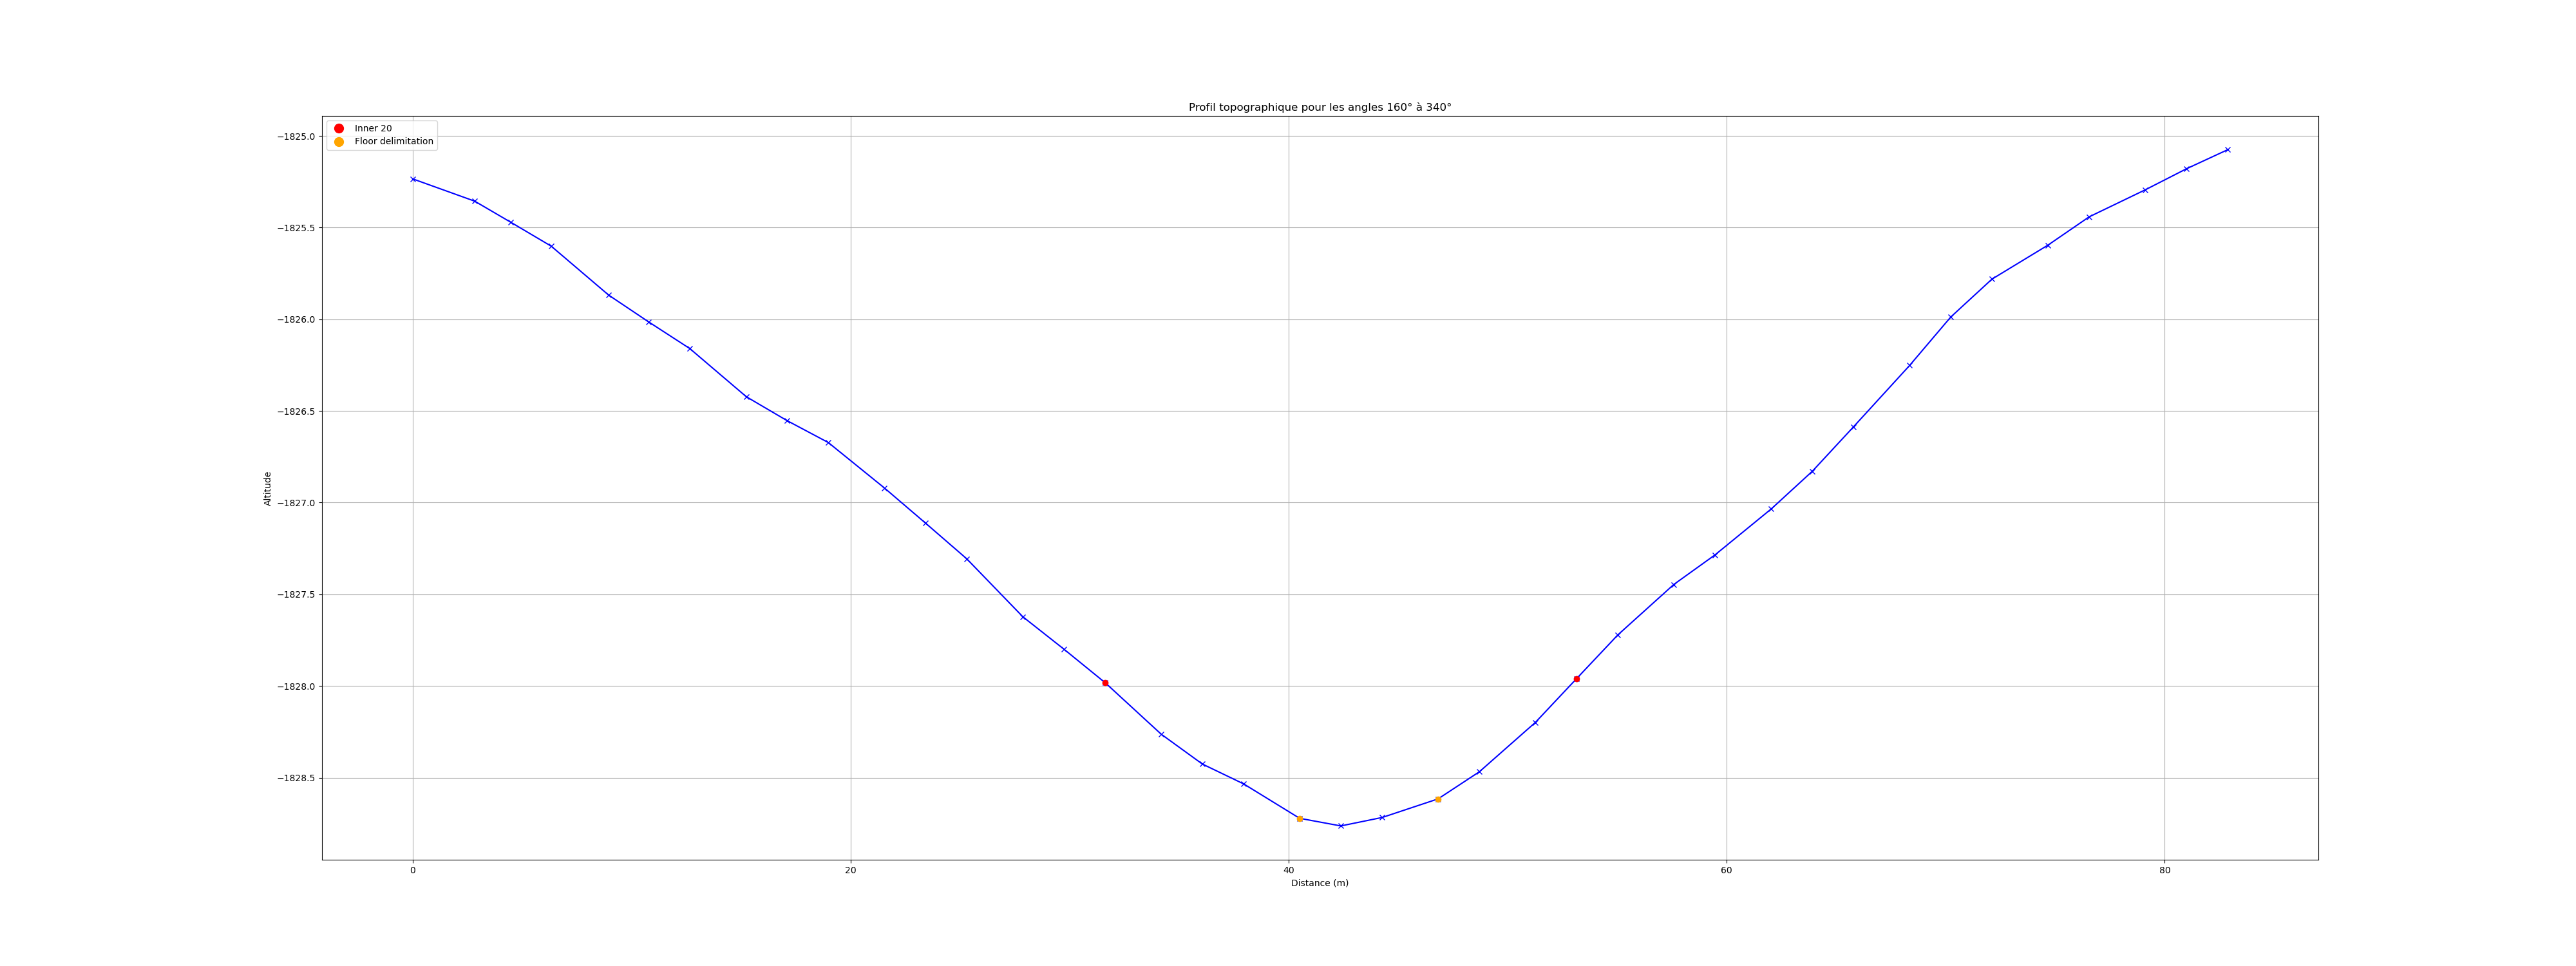 Profil topographique pour les angles 160° à 340°
Inner 20
Floor delimitation
−1825.0
−1825.5
−1826.0
−1826.5
−1827.0
−1827.5
−1828.0
−1828.5
Altitude
0
20
40
60
80
Distance (m)